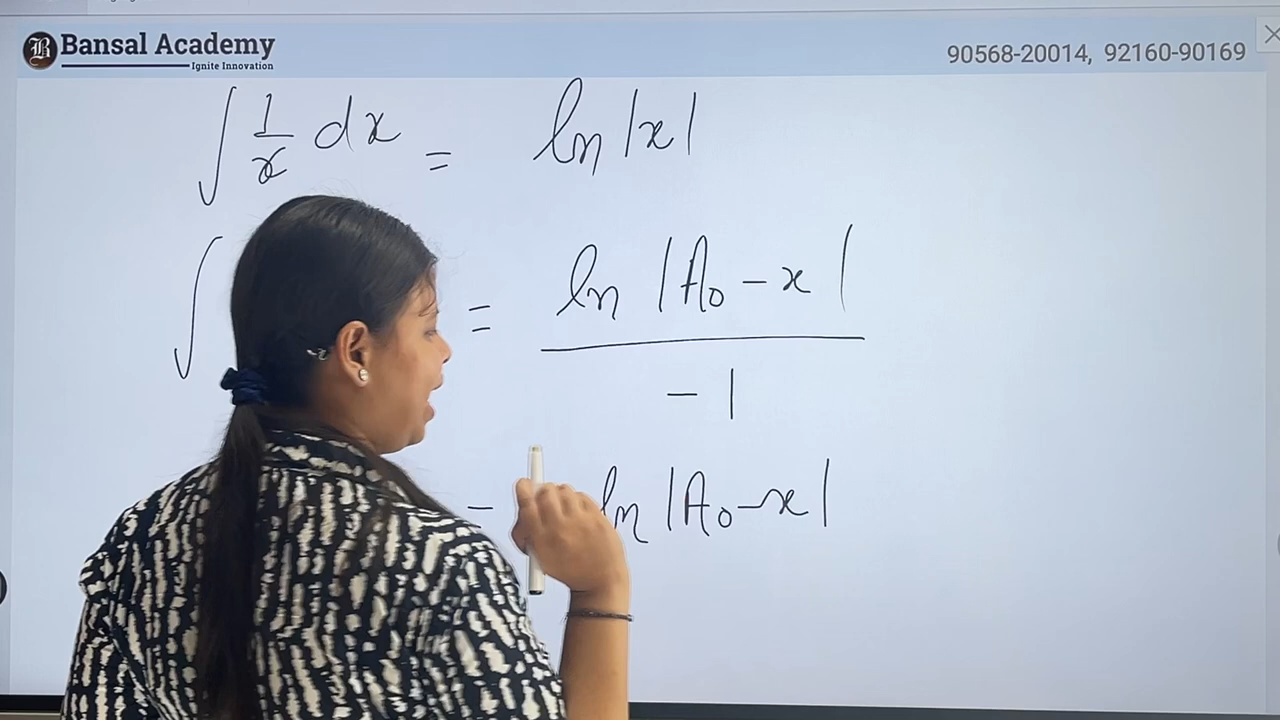 Bansal Academy
Ignite Innovation
90568-20014, 92160-90169
∫ 1/x dx = ln |x|
∫ = ln |A₀ - x| / -1
- ln |A₀ - x|